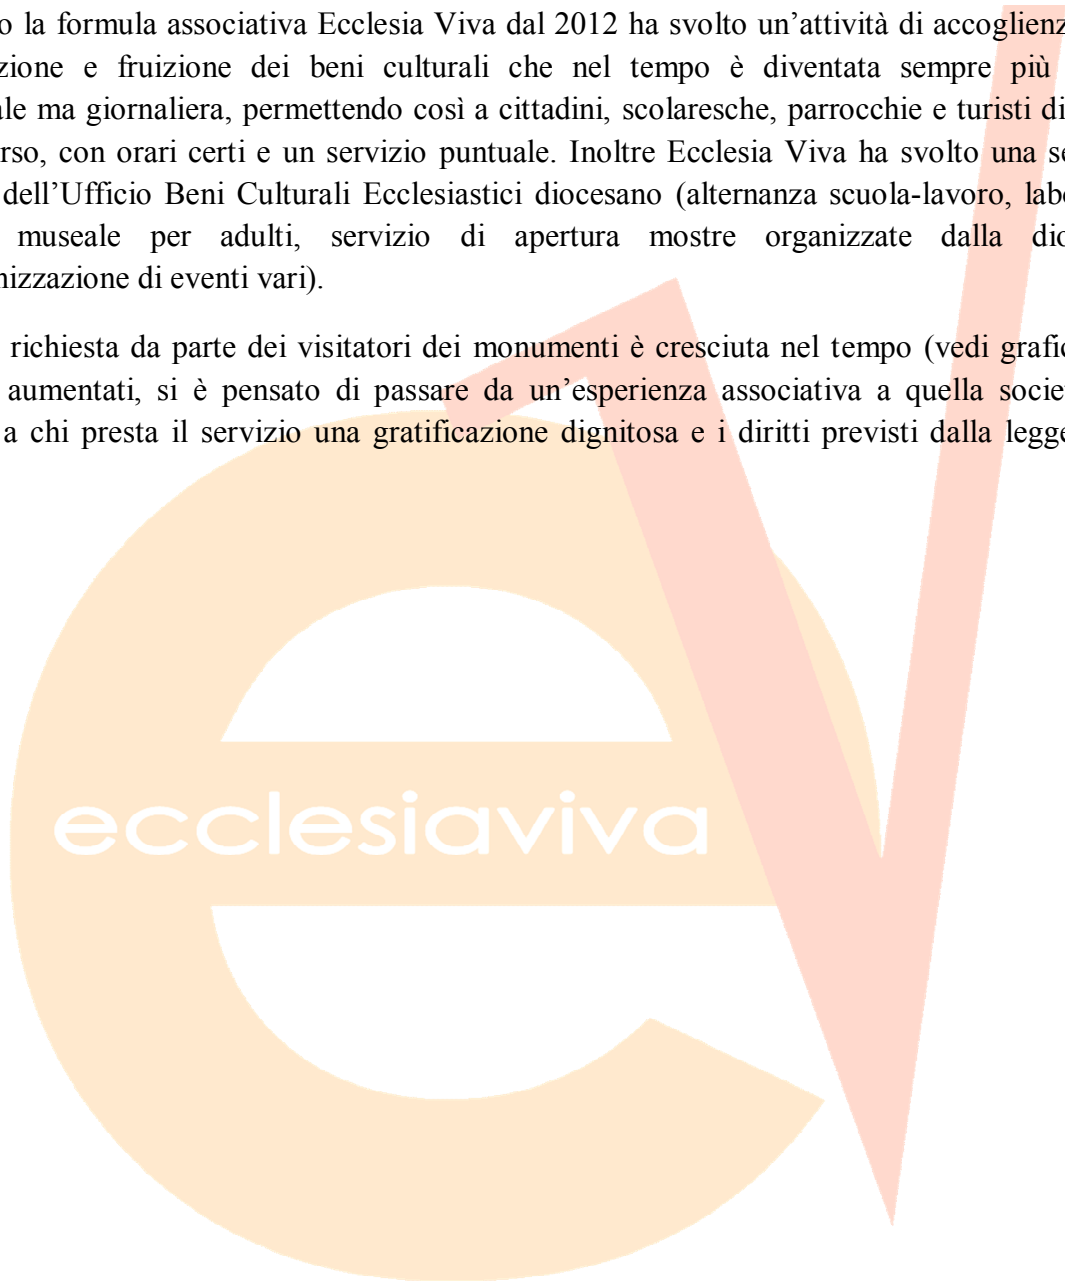 o la formula associativa Ecclesia Viva dal 2012 ha svolto un’attività di accoglienz
zione e fruizione dei beni culturali che nel tempo è diventata sempre più
ale ma giornaliera, permettendo così a cittadini, scolaresche, parrocchie e turisti di
rso, con orari certi e un servizio puntuale. Inoltre Ecclesia Viva ha svolto una se
dell’Ufficio Beni Culturali Ecclesiastici diocesano (alternanza scuola-lavoro, labo
museale per adulti, servizio di apertura mostre organizzate dalla dio
nizzazione di eventi vari).
richiesta da parte dei visitatori dei monumenti è cresciuta nel tempo (vedi grafic
aumentati, si è pensato di passare da un’esperienza associativa a quella socie
a chi presta il servizio una gratificazione dignitosa e i diritti previsti dalla legge
ecclesiaviva